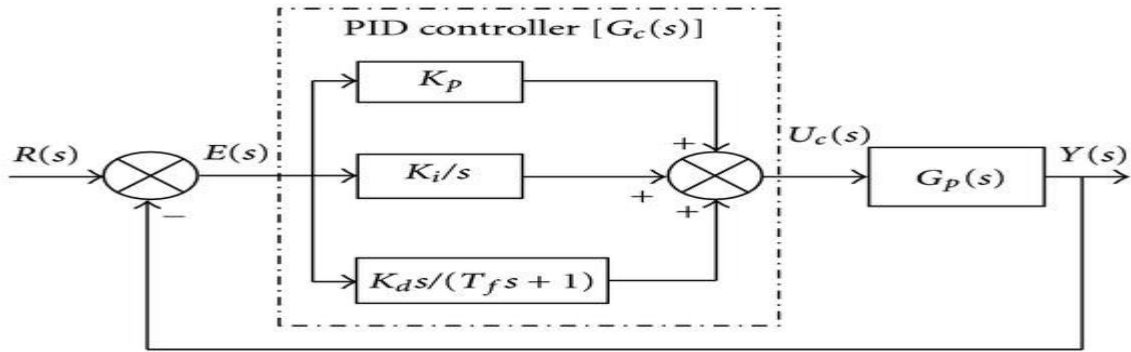 PID controller [G_c(s)]
K_p
R(s)
E(s)
K_i/s
U_c(s)
G_p(s)
Y(s)
K_d s/(T_f s + 1)
+
+
+
−